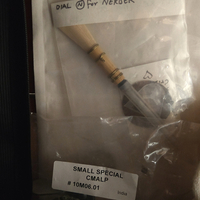 DIAL N for NERDER
SMALL SPECIAL
CMALP
# 10M06.01